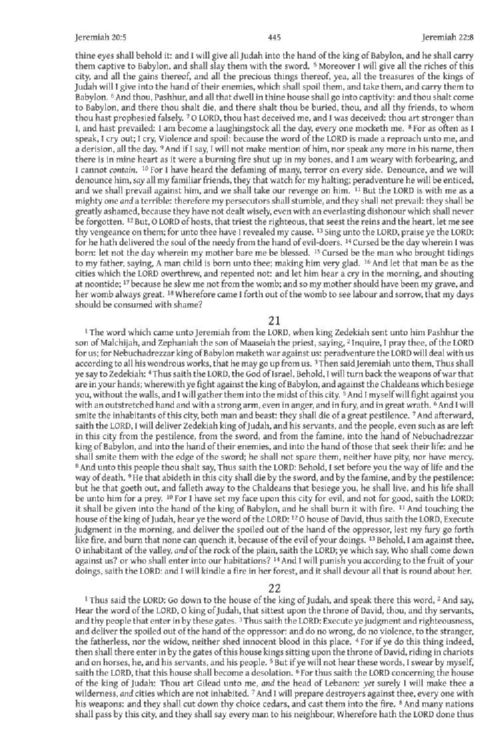 Jeremiah 20:5 445 Jeremiah 22:8
thine eyes shall behold it: and I will give all Judah into the hand of the king of Babylon, and he shall carry
them captive to Babylon, and shall slay them with the sword. 5 Moreover I will give all the riches of this
city, and all the gains thereof, and all the precious things thereof, yea, all the treasures of the kings of
Judah will I give into the hand of their enemies, which shall spoil them, and take them, and carry them to
Babylon. 6 And thou, Pashhur, and all that dwell in thine house shall go into captivity: and thou shalt come
to Babylon, and there thou shalt die, and there shalt thou be buried, thou, and all thy friends, to whom
thou hast prophesied falsely. 7 O LORD, thou hast deceived me, and I was deceived: thou art stronger than
I, and hast prevailed: I am become a laughingstock all the day, every one mocketh me. 8 For as often as I
speak, I cry out; I cry, Violence and spoil: because the word of the LORD is made a reproach unto me, and
a derision, all the day. 9 And if I say, I will not make mention of him, nor speak any more in his name, then
there is in mine heart as it were a burning fire shut up in my bones, and I am weary with forbearing, and
I cannot contain. 10 For I have heard the defaming of many, terror on every side. Denounce, and we will
denounce him, say all my familiar friends, they that watch for my halting; peradventure he will be enticed,
and we shall prevail against him, and we shall take our revenge on him. 11 But the LORD is with me as a
mighty one and a terrible: therefore my persecutors shall stumble, and they shall not prevail: they shall be
greatly ashamed, because they have not dealt wisely, even with an everlasting dishonour which shall never
be forgotten. 12 But, O LORD of hosts, that triest the righteous, that seest the reins and the heart, let me see
thy vengeance on them; for unto thee have I revealed my cause. 13 Sing unto the LORD, praise ye the LORD:
for he hath delivered the soul of the needy from the hand of evil-doers. 14 Cursed be the day wherein I was
born: let not the day wherein my mother bare me be blessed. 15 Cursed be the man who brought tidings
to my father, saying, A man child is born unto thee; making him very glad. 16 And let that man be as the
cities which the LORD overthrew, and repented not: and let him hear a cry in the morning, and shouting
at noontide; 17 because he slew me not from the womb; and so my mother should have been my grave, and
her womb always great. 18 Wherefore came I forth out of the womb to see labour and sorrow, that my days
should be consumed with shame?
21
1 The word which came unto Jeremiah from the LORD, when king Zedekiah sent unto him Pashhur the
son of Malchijah, and Zephaniah the son of Maaseiah the priest, saying, 2 Inquire, I pray thee, of the LORD
for us; for Nebuchadrezzar king of Babylon maketh war against us: peradventure the LORD will deal with us
according to all his wondrous works, that he may go up from us. 3 Then said Jeremiah unto them, Thus shall
ye say to Zedekiah: 4 Thus saith the LORD, the God of Israel, Behold, I will turn back the weapons of war that
are in your hands, wherewith ye fight against the king of Babylon, and against the Chaldeans which besiege
you, without the walls, and I will gather them into the midst of this city. 5 And I myself will fight against you
with an outstretched hand and with a strong arm, even in anger, and in fury, and in great wrath. 6 And I will
smite the inhabitants of this city, both man and beast: they shall die of a great pestilence. 7 And afterward,
saith the LORD, I will deliver Zedekiah king of Judah, and his servants, and the people, even such as are left
in this city from the pestilence, from the sword, and from the famine, into the hand of Nebuchadrezzar
king of Babylon, and into the hand of their enemies, and into the hand of those that seek their life: and he
shall smite them with the edge of the sword; he shall not spare them, neither have pity, nor have mercy.
8 And unto this people thou shalt say, Thus saith the LORD: Behold, I set before you the way of life and the
way of death. 9 He that abideth in this city shall die by the sword, and by the famine, and by the pestilence:
but he that goeth out, and falleth away to the Chaldeans that besiege you, he shall live, and his life shall
be unto him for a prey. 10 For I have set my face upon this city for evil, and not for good, saith the LORD:
it shall be given into the hand of the king of Babylon, and he shall burn it with fire. 11 And touching the
house of the king of Judah, hear ye the word of the LORD: 12 O house of David, thus saith the LORD, Execute
judgment in the morning, and deliver the spoiled out of the hand of the oppressor, lest my fury go forth
like fire, and burn that none can quench it, because of the evil of your doings. 13 Behold, I am against thee,
O inhabitant of the valley, and of the rock of the plain, saith the LORD; ye which say, Who shall come down
against us? or who shall enter into our habitations? 14 And I will punish you according to the fruit of your
doings, saith the LORD: and I will kindle a fire in her forest, and it shall devour all that is round about her.
22
1 Thus said the LORD: Go down to the house of the king of Judah, and speak there this word, 2 And say,
Hear the word of the LORD, O king of Judah, that sittest upon the throne of David, thou, and thy servants,
and thy people that enter in by these gates. 3 Thus saith the LORD: Execute ye judgment and righteousness,
and deliver the spoiled out of the hand of the oppressor: and do no wrong, do no violence, to the stranger,
the fatherless, nor the widow, neither shed innocent blood in this place. 4 For if ye do this thing indeed,
then shall there enter in by the gates of this house kings sitting upon the throne of David, riding in chariots
and on horses, he, and his servants, and his people. 5 But if ye will not hear these words, I swear by myself,
saith the LORD, that this house shall become a desolation. 6 For thus saith the LORD concerning the house
of the king of Judah: Thou art Gilead unto me, and the head of Lebanon: yet surely I will make thee a
wilderness, and cities which are not inhabited. 7 And I will prepare destroyers against thee, every one with
his weapons: and they shall cut down thy choice cedars, and cast them into the fire. 8 And many nations
shall pass by this city, and they shall say every man to his neighbour, Wherefore hath the LORD done thus